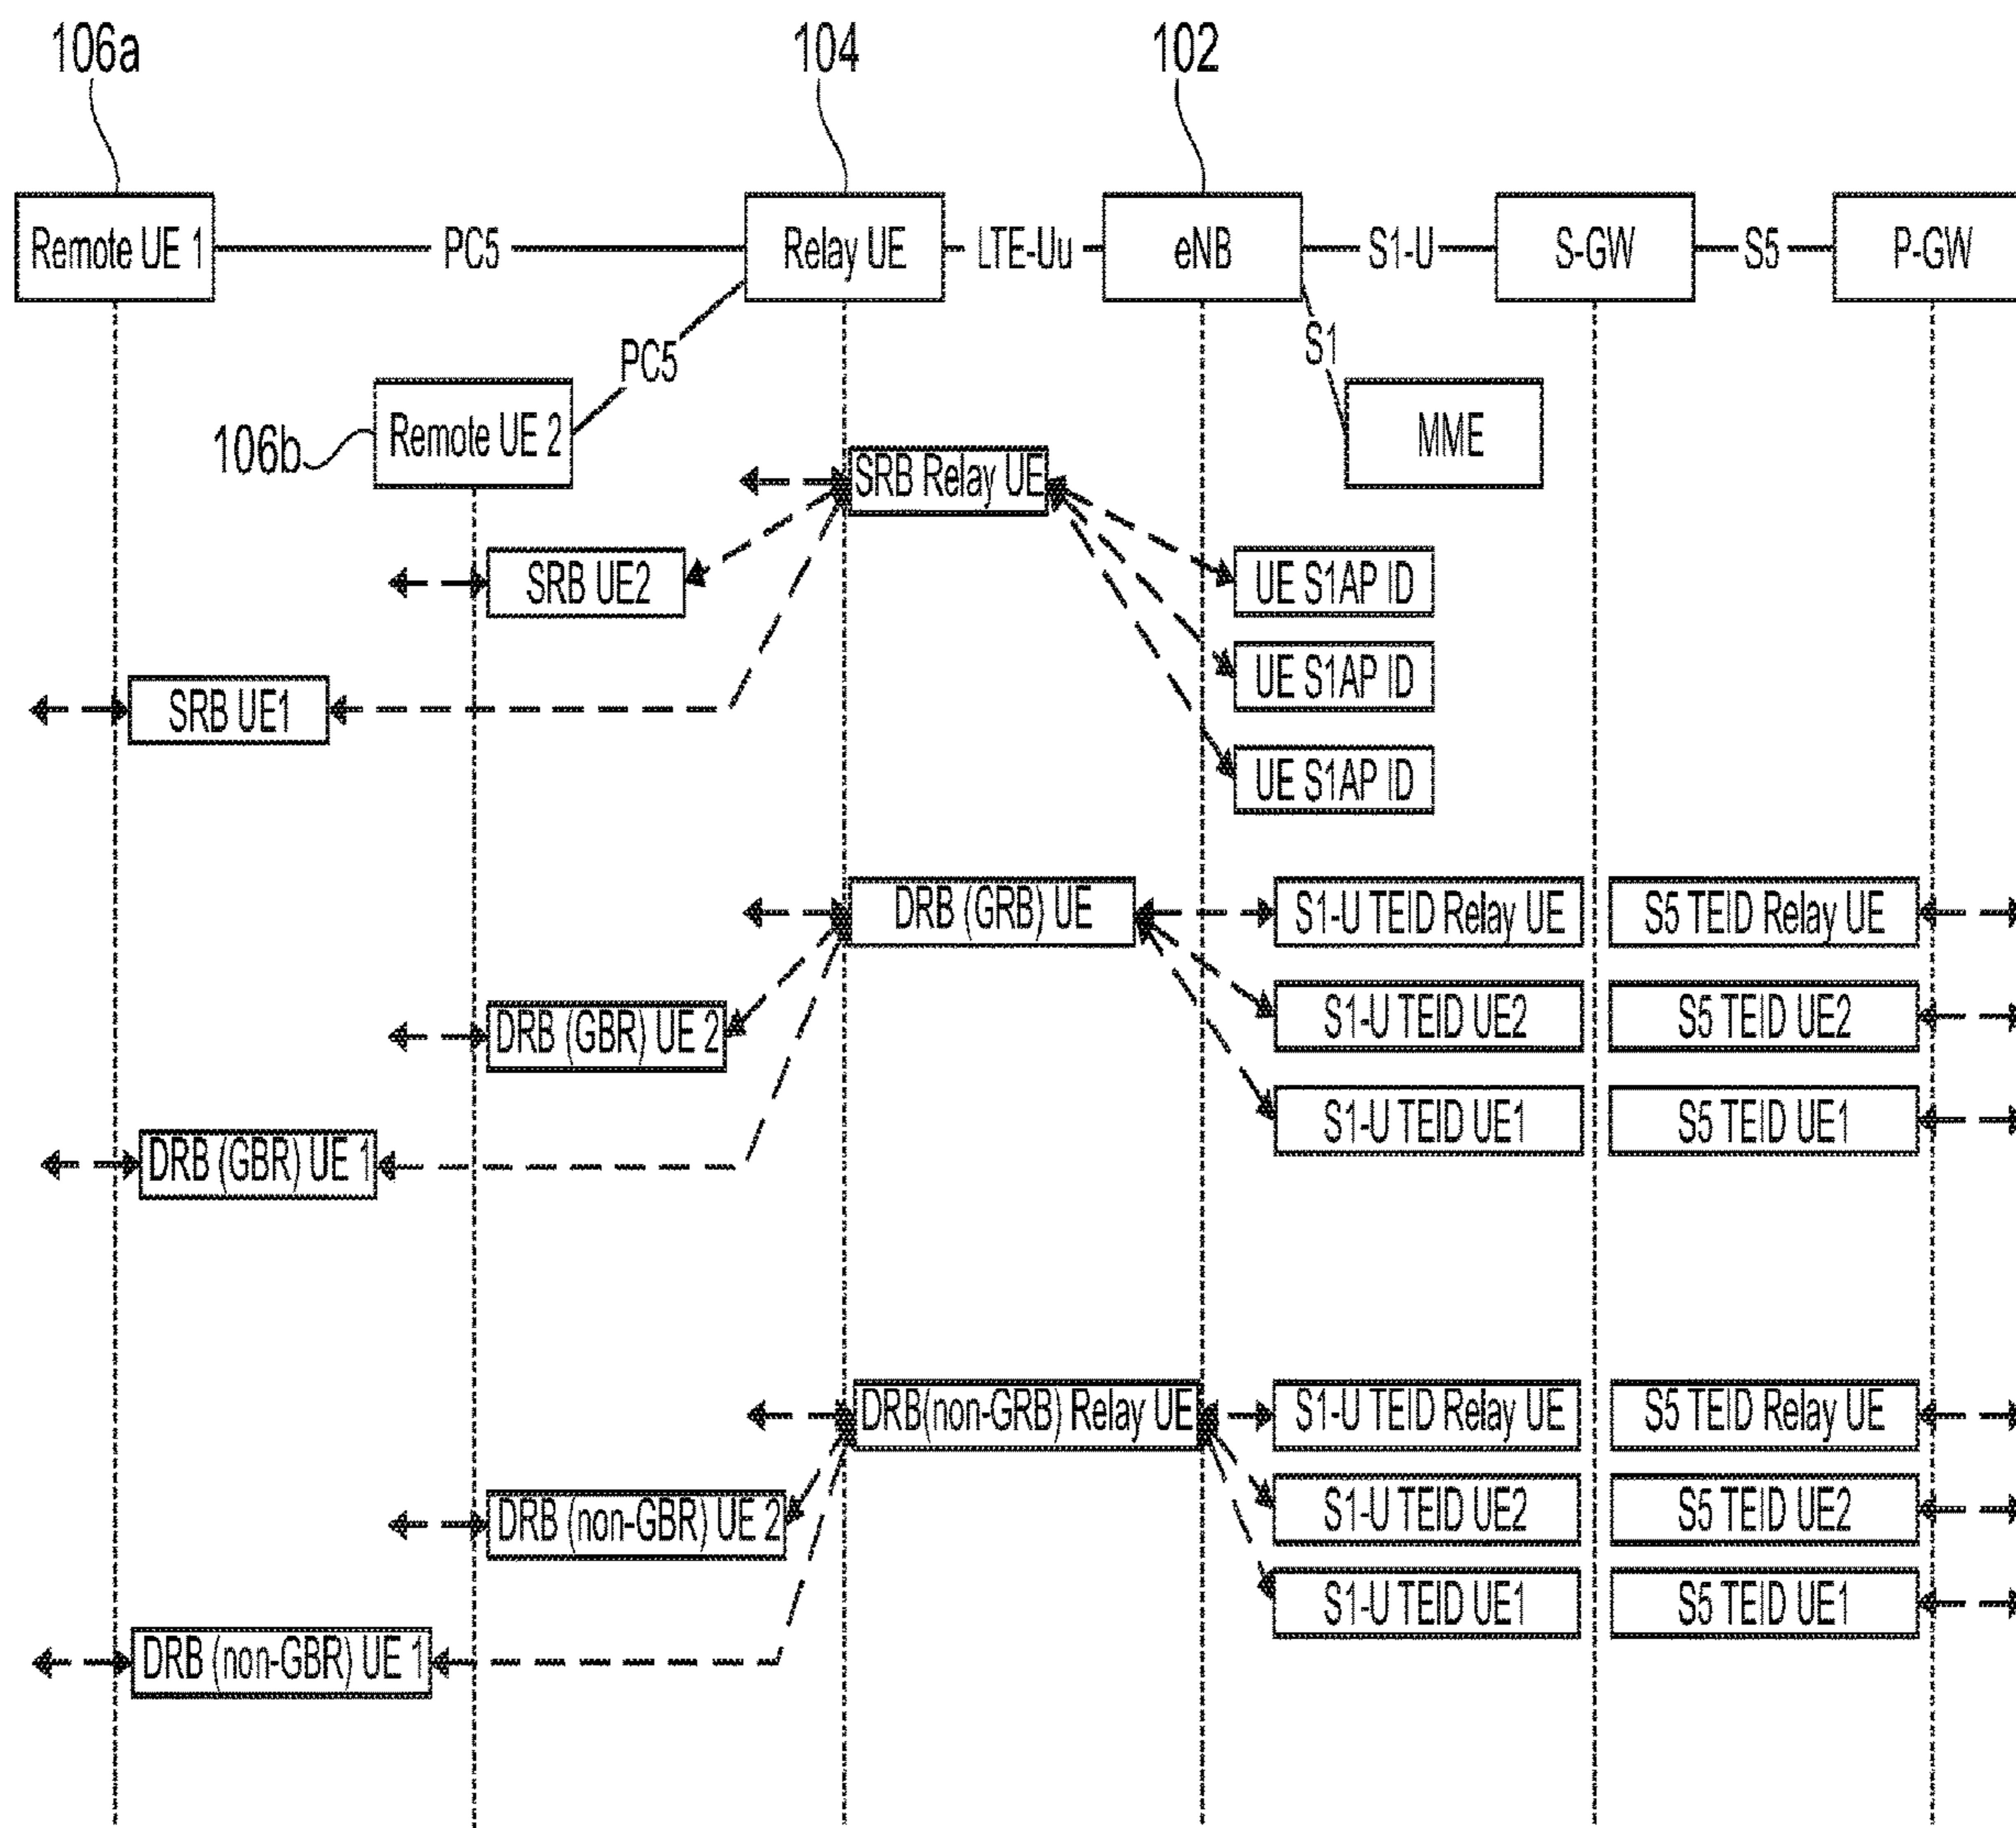 106a
104
102
Remote UE 1
PC5
Relay UE
LTE-Uu
eNB
S1-U
S-GW
S5
P-GW
PC5
S1
106b
Remote UE 2
MME
SRB Relay UE
SRB UE2
UE S1AP ID
UE S1AP ID
SRB UE1
UE S1AP ID
DRB (GRB) UE
S1-U TEID Relay UE
S5 TEID Relay UE
DRB (GBR) UE 2
S1-U TEID UE2
S5 TEID UE2
S1-U TEID UE1
S5 TEID UE1
DRB (GBR) UE 1
DRB(non-GRB) Relay UE
S1-U TEID Relay UE
S5 TEID Relay UE
DRB (non-GBR) UE 2
S1-U TEID UE2
S5 TEID UE2
S1-U TEID UE1
S5 TEID UE1
DRB (non-GBR) UE 1